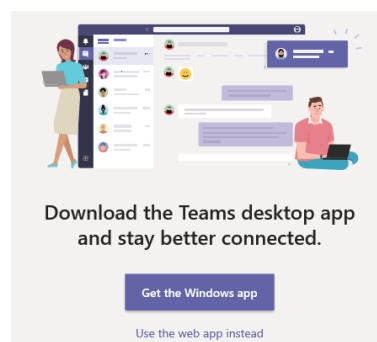 Download the Teams desktop app
and stay better connected.
Get the Windows app
Use the web app instead